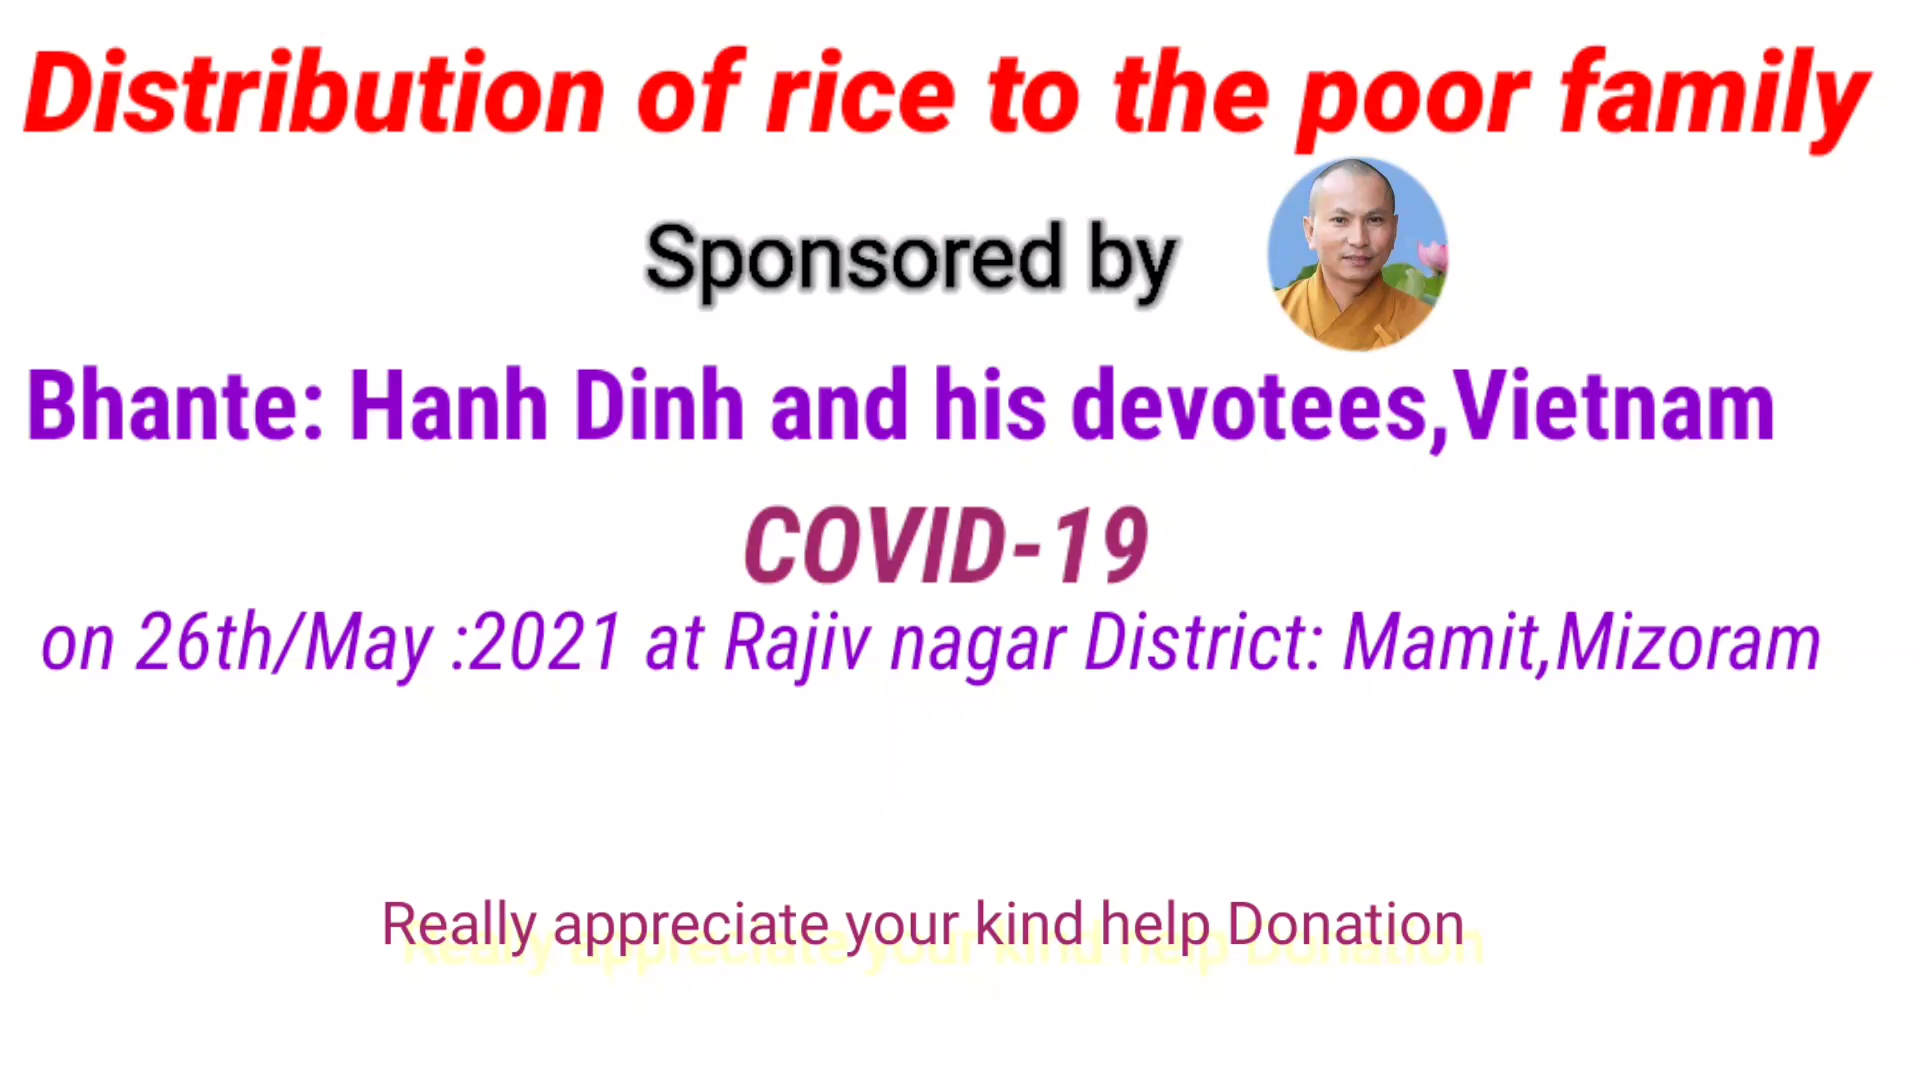 Distribution of rice to the poor family
Sponsored by
Bhante: Hanh Dinh and his devotees,Vietnam
COVID-19
on 26th/May :2021 at Rajiv nagar District: Mamit,Mizoram
Really appreciate your kind help Donation